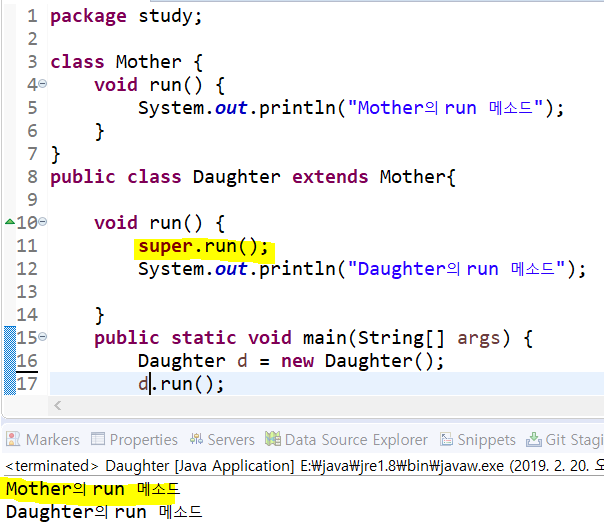 1 package study;
2
3 class Mother {
4 void run() {
5 System.out.println("Mother의 run 메소드");
6 }
7 }
8 public class Daughter extends Mother{
9
10 void run() {
11 super.run();
12 System.out.println("Daughter의 run 메소드");
13
14 }
15 public static void main(String[] args) {
16 Daughter d = new Daughter();
17 d.run();
Markers Properties Servers Data Source Explorer Snippets Git Stagi
<terminated> Daughter [Java Application] E:₩java₩jre1.8₩bin₩javaw.exe (2019. 2. 20. 오
Mother의 run 메소드
Daughter의 run 메소드